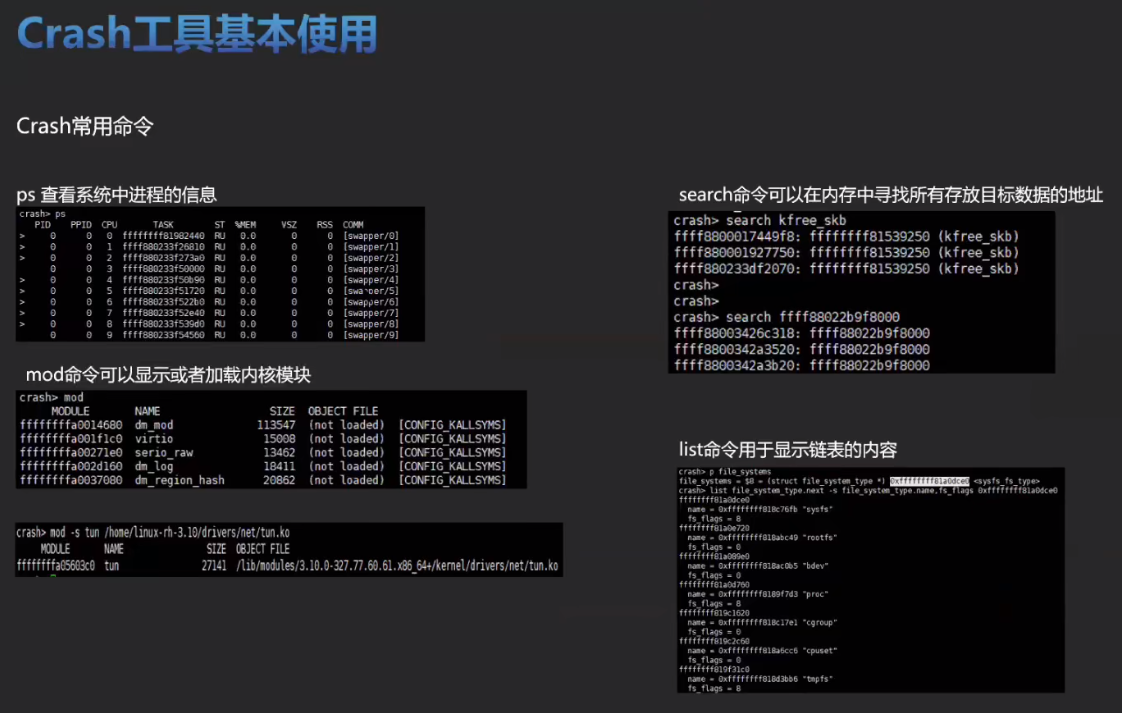 Crash工具基本使用
Crash常用命令
ps 查看系统中进程的信息
crash> ps
PID PPID CPU TASK ST %MEM VSZ RSS COMM
> 0 0 0 ffffffff81982440 RU 0.0 0 0 [swapper/0]
> 0 0 1 ffff880233f26810 RU 0.0 0 0 [swapper/1]
> 0 0 2 ffff880233f273a0 RU 0.0 0 0 [swapper/2]
0 0 3 ffff880233f50000 RU 0.0 0 0 [swapper/3]
> 0 0 4 ffff880233f50b90 RU 0.0 0 0 [swapper/4]
> 0 0 5 ffff880233f51720 RU 0.0 0 0 [swapper/5]
> 0 0 6 ffff880233f522b0 RU 0.0 0 0 [swapper/6]
> 0 0 7 ffff880233f52e40 RU 0.0 0 0 [swapper/7]
> 0 0 8 ffff880233f539d0 RU 0.0 0 0 [swapper/8]
0 0 9 ffff880233f54560 RU 0.0 0 0 [swapper/9]
mod命令可以显示或者加载内核模块
crash> mod
MODULE NAME SIZE OBJECT FILE
ffffffffa0014680 dm_mod 113547 (not loaded) [CONFIG_KALLSYMS]
ffffffffa001f1c0 virtio 15008 (not loaded) [CONFIG_KALLSYMS]
ffffffffa00271e0 serio_raw 13462 (not loaded) [CONFIG_KALLSYMS]
ffffffffa002d160 dm_log 18411 (not loaded) [CONFIG_KALLSYMS]
ffffffffa0037080 dm_region_hash 20862 (not loaded) [CONFIG_KALLSYMS]
crash> mod -s tun /home/linux-rh-3.10/drivers/net/tun.ko
MODULE NAME SIZE OBJECT FILE
ffffffffa05603c0 tun 27141 /lib/modules/3.10.0-327.77.60.61.x86_64+/kernel/drivers/net/tun.ko
search命令可以在内存中寻找所有存放目标数据的地址
crash> search kfree_skb
ffff8800017449f8: ffffffff81539250 (kfree_skb)
ffff880001927750: ffffffff81539250 (kfree_skb)
ffff880233df2070: ffffffff81539250 (kfree_skb)
crash>
crash>
crash> search ffff88022b9f8000
ffff88003426c318: ffff88022b9f8000
ffff8800342a3520: ffff88022b9f8000
ffff8800342a3b20: ffff88022b9f8000
list命令用于显示链表的内容
crash> p file_systems
file_systems = $8 = (struct file_system_type *) 0xffffffff81a0dce0 <sysfs_fs_type>
crash> list file_system_type.next -s file_system_type.name,fs_flags 0xffffffff81a0dce0
ffffffff81a0dce0
name = 0xffffffff818c76fb "sysfs"
fs_flags = 8
ffffffff81a0e720
name = 0xffffffff818abc49 "rootfs"
fs_flags = 0
ffffffff81a089e0
name = 0xffffffff818ac0b5 "bdev"
fs_flags = 0
ffffffff81a0d760
name = 0xffffffff8189f7d3 "proc"
fs_flags = 8
ffffffff819c1620
name = 0xffffffff818c17e1 "cgroup"
fs_flags = 0
ffffffff819c2c60
name = 0xffffffff818a6cc6 "cpuset"
fs_flags = 0
ffffffff819f31c0
name = 0xffffffff818d3bb6 "tmpfs"
fs_flags = 8